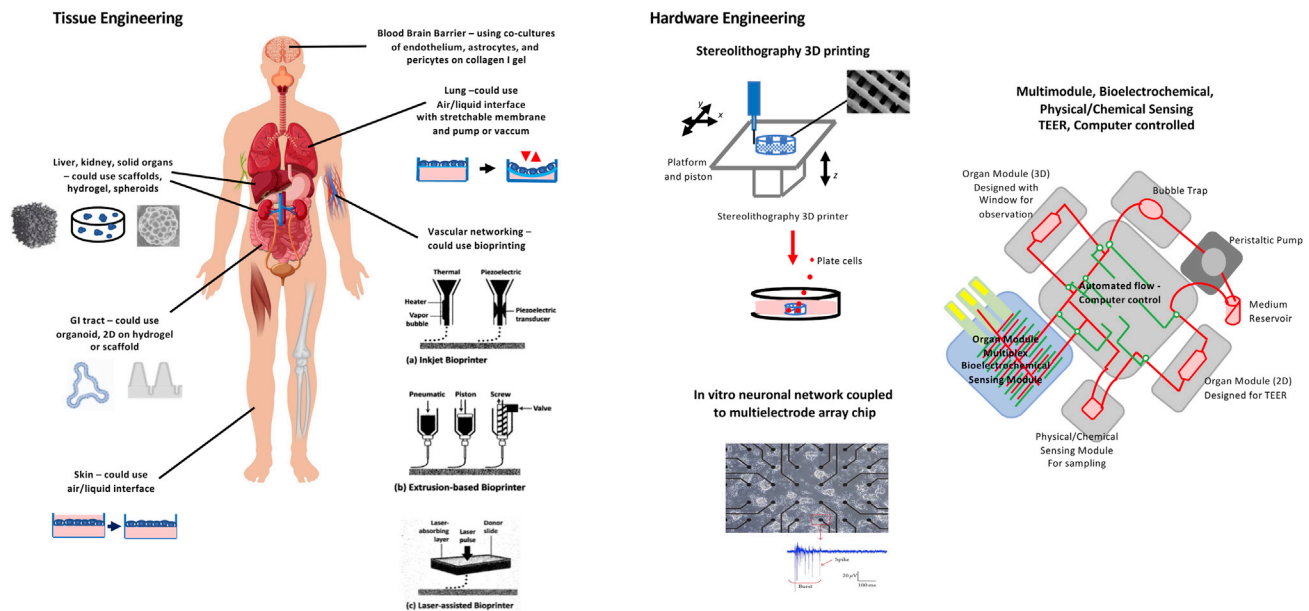 Tissue Engineering
Blood Brain Barrier – using co-cultures
of endothelium, astrocytes, and
pericytes on collagen I gel
Lung –could use
Air/liquid interface
with stretchable membrane
and pump or vaccum
Liver, kidney, solid organs
– could use scaffolds,
hydrogel, spheroids
Vascular networking –
could use bioprinting
GI tract – could use
organoid, 2D on hydrogel
or scaffold
Skin – could use
air/liquid interface
Thermal
Piezoelectric
Heater
Vapor
bubble
Piezoelectric
transducer
(a) Inkjet Bioprinter
Pneumatic
Piston
Screw
Valve
(b) Extrusion-based Bioprinter
Laser-
absorbing
layer
Laser
pulse
Donor
slide
(c) Laser-assisted Bioprinter
Hardware Engineering
Stereolithography 3D printing
y
x
z
Platform
and piston
Stereolithography 3D printer
Plate cells
In vitro neuronal network coupled
to multielectrode array chip
Spike
Burst
20 μV
100 ms
Multimodule, Bioelectrochemical,
Physical/Chemical Sensing
TEER, Computer controlled
Organ Module (3D)
Designed with
Window for
observation
Bubble Trap
Peristaltic Pump
Medium
Reservoir
Automated flow -
Computer control
Organ Module
Multiplex
Bioelectrochemical
Sensing Module
Organ Module (2D)
Designed for TEER
Physical/Chemical
Sensing Module
For sampling